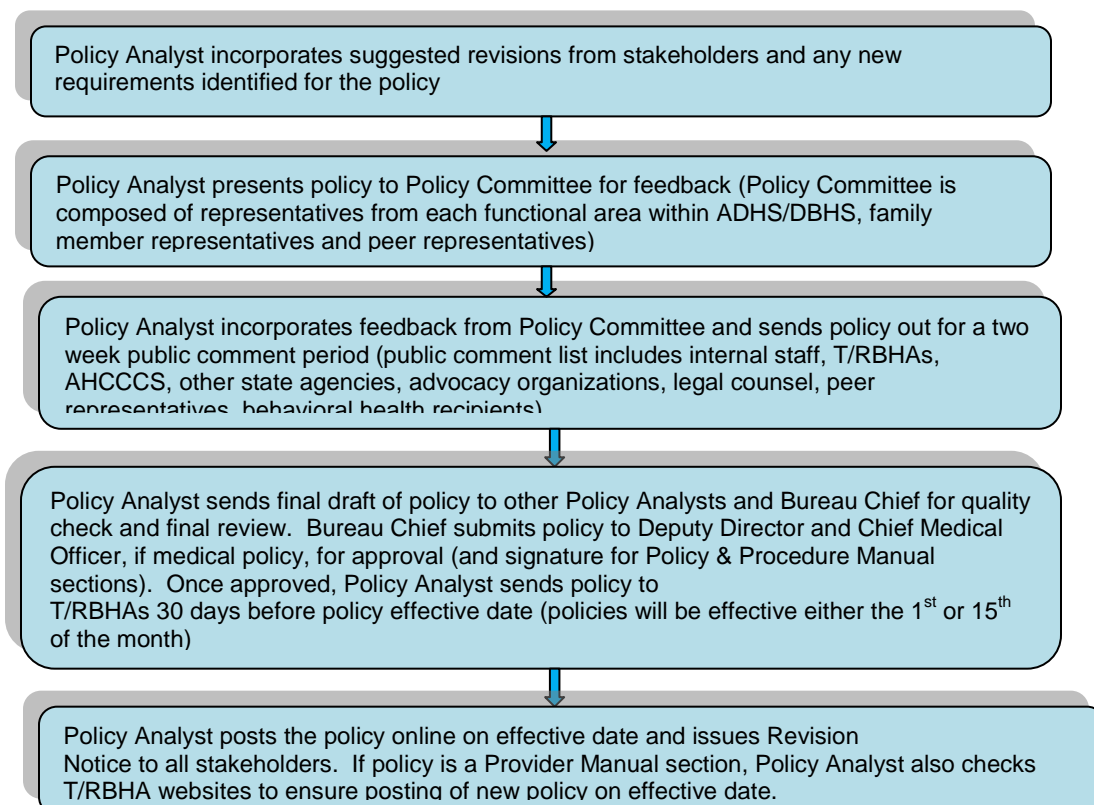 Policy Analyst incorporates suggested revisions from stakeholders and any new
requirements identified for the policy
Policy Analyst presents policy to Policy Committee for feedback (Policy Committee is
composed of representatives from each functional area within ADHS/DBHS, family
member representatives and peer representatives)
Policy Analyst incorporates feedback from Policy Committee and sends policy out for a two
week public comment period (public comment list includes internal staff, T/RBHAs,
AHCCCS, other state agencies, advocacy organizations, legal counsel, peer
representatives, behavioral health recipients)
Policy Analyst sends final draft of policy to other Policy Analysts and Bureau Chief for quality
check and final review.  Bureau Chief submits policy to Deputy Director and Chief Medical
Officer, if medical policy, for approval (and signature for Policy & Procedure Manual
sections).  Once approved, Policy Analyst sends policy to
T/RBHAs 30 days before policy effective date (policies will be effective either the 1st or 15th
of the month)
Policy Analyst posts the policy online on effective date and issues Revision
Notice to all stakeholders.  If policy is a Provider Manual section, Policy Analyst also checks
T/RBHA websites to ensure posting of new policy on effective date.